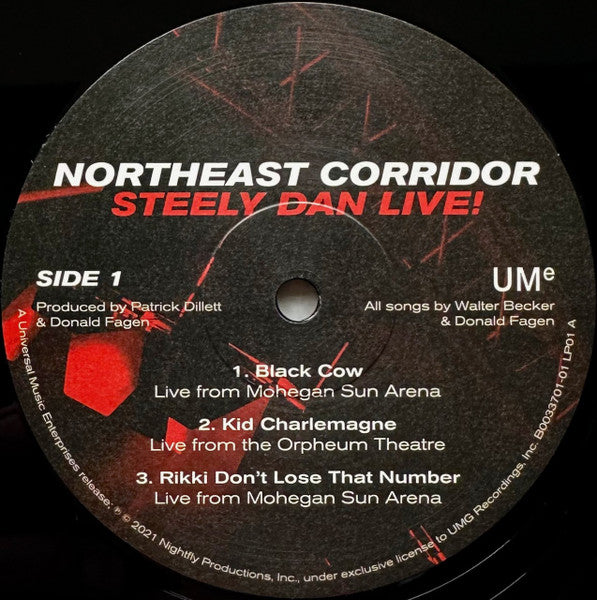 NORTHEAST CORRIDOR
STEELY DAN LIVE!
SIDE 1
Produced by Patrick Dillett
& Donald Fagen
UMe
All songs by Walter Becker
& Donald Fagen
1. Black Cow
Live from Mohegan Sun Arena
2. Kid Charlemagne
Live from the Orpheum Theatre
3. Rikki Don't Lose That Number
Live from Mohegan Sun Arena
A Universal Music Enterprises release; ℗ © 2021 Nightfly Productions, Inc., under exclusive license to UMG Recordings, Inc. B0033701-01 LP01 A